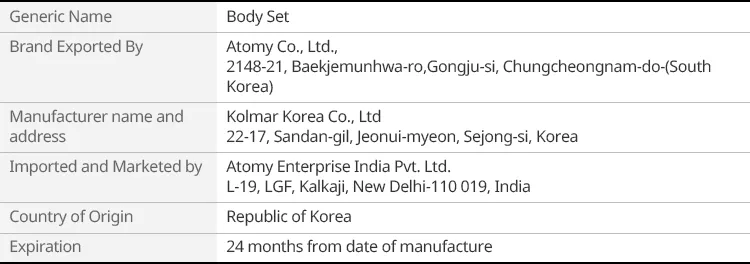 Generic Name
Body Set
Brand Exported By
Atomy Co., Ltd.,
2148-21, Baekjemunhwa-ro,Gongju-si, Chungcheongnam-do-(South
Korea)
Manufacturer name and
address
Kolmar Korea Co., Ltd
22-17, Sandan-gil, Jeonui-myeon, Sejong-si, Korea
Imported and Marketed by
Atomy Enterprise India Pvt. Ltd.
L-19, LGF, Kalkaji, New Delhi-110 019, India
Country of Origin
Republic of Korea
Expiration
24 months from date of manufacture